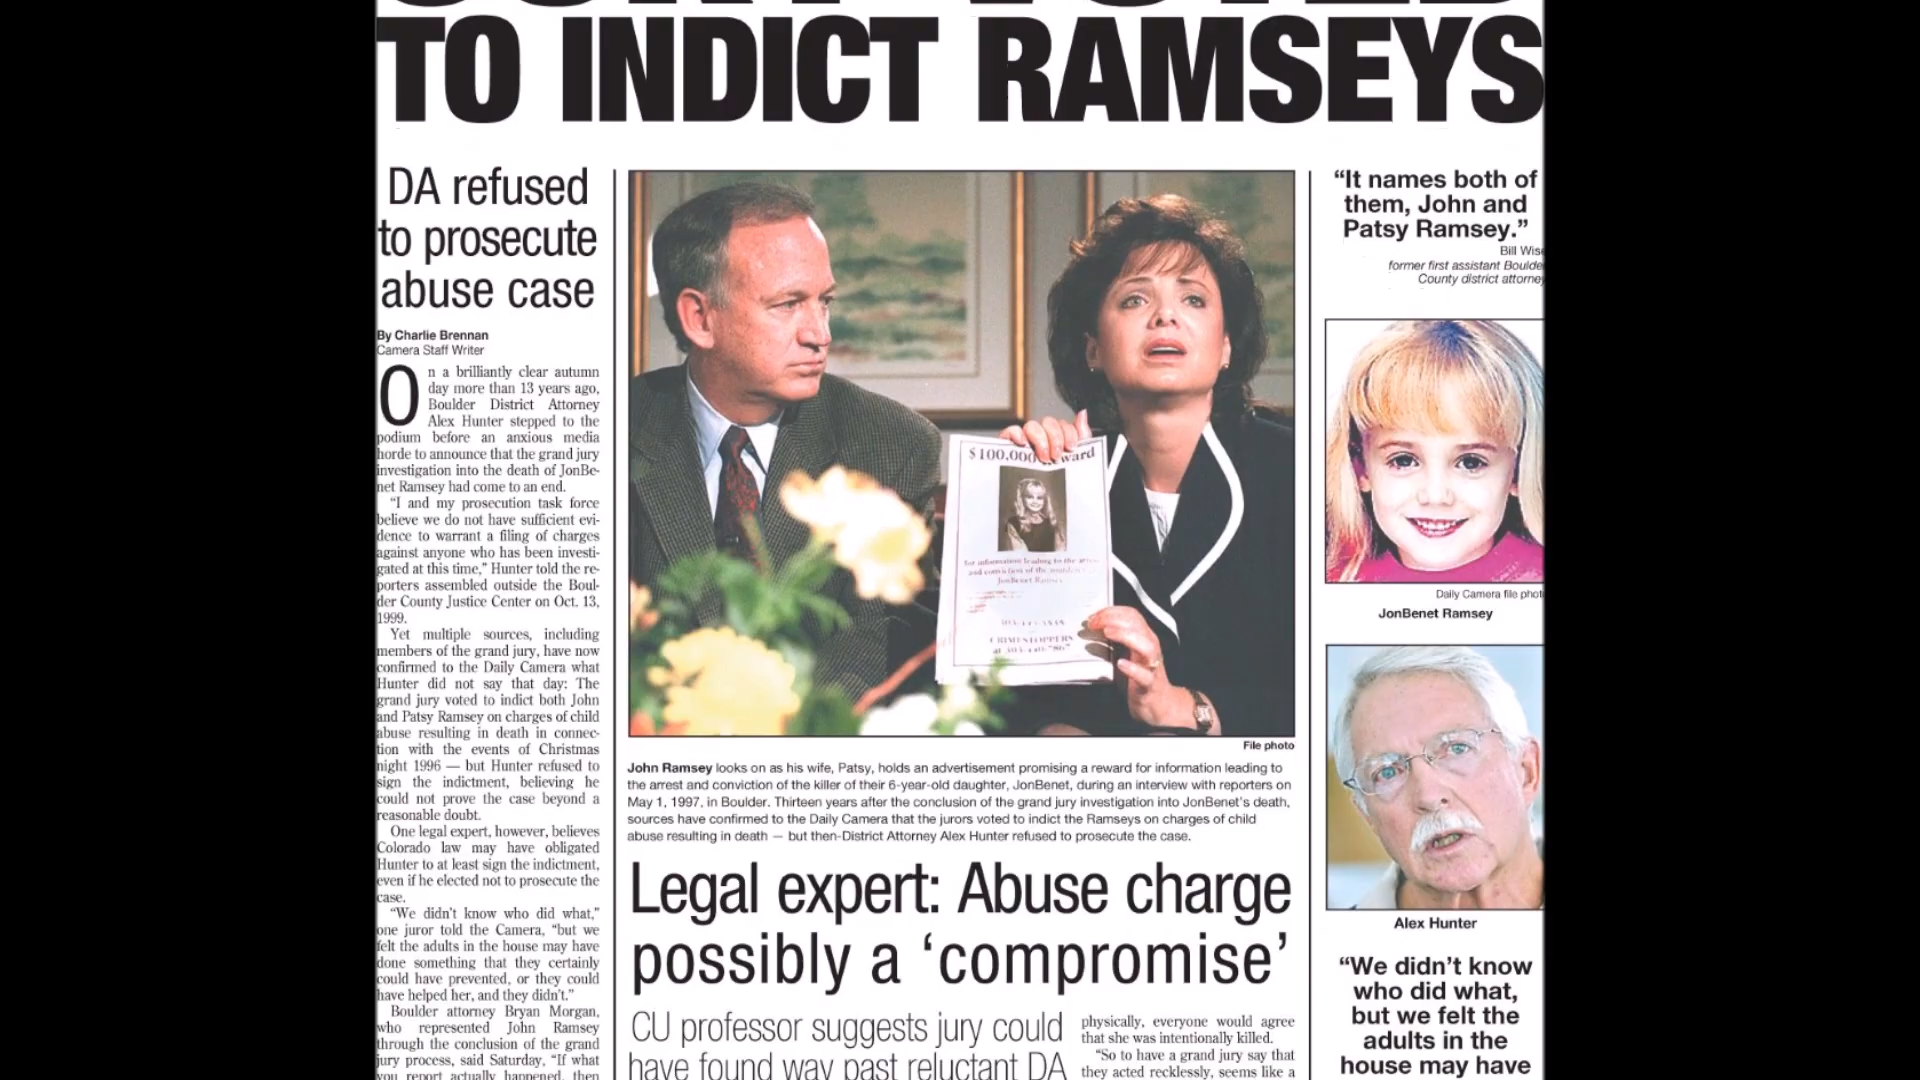 TO INDICT RAMSEYS
DA refused
to prosecute
abuse case
By Charlie Brennan
Camera Staff Writer
On a brilliantly clear autumn
day more than 13 years ago,
Boulder District Attorney
Alex Hunter stepped to the
podium before an anxious media
horde to announce that the grand jury
investigation into the death of JonBe-
net Ramsey had come to an end.
“I and my prosecution task force
believe we do not have sufficient evi-
dence to warrant a filing of charges
against anyone who has been investi-
gated at this time,” Hunter told the re-
porters assembled outside the Boul-
der County Justice Center on Oct. 13,
1999.
Yet multiple sources, including
members of the grand jury, have now
confirmed to the Daily Camera what
Hunter did not say that day: The
grand jury voted to indict both John
and Patsy Ramsey on charges of child
abuse resulting in death in connec-
tion with the events of Christmas
night 1996 — but Hunter refused to
sign the indictment, believing he
could not prove the case beyond a
reasonable doubt.
One legal expert, however, believes
Colorado law may have obligated
Hunter to at least sign the indictment,
even if he elected not to prosecute the
case.
“We didn’t know who did what,”
one juror told the Camera, “but we
felt the adults in the house may have
done something that they certainly
could have prevented, or they could
have helped her, and they didn’t.”
Boulder attorney Bryan Morgan,
who represented John Ramsey
through the conclusion of the grand
jury process, said Saturday, “If what
you report actually happened, then
$100,000
for information leading to the
and conviction of the
JonBenet Ramsey
CRIMESTOPPERS
File photo
John Ramsey looks on as his wife, Patsy, holds an advertisement promising a reward for information leading to
the arrest and conviction of the killer of their 6-year-old daughter, JonBenet, during an interview with reporters on
May 1, 1997, in Boulder. Thirteen years after the conclusion of the grand jury investigation into JonBenet’s death,
sources have confirmed to the Daily Camera that the jurors voted to indict the Ramseys on charges of child
abuse resulting in death — but then-District Attorney Alex Hunter refused to prosecute the case.
Legal expert: Abuse charge
possibly a ‘compromise’
CU professor suggests jury could
have found way past reluctant DA
physically, everyone would agree
that she was intentionally killed.
“So to have a grand jury say that
they acted recklessly, seems like a
“It names both of
them, John and
Patsy Ramsey.”
Bill Wise
former first assistant Boulde
County district attorney
Daily Camera file phot
JonBenet Ramsey
Alex Hunter
“We didn’t know
who did what,
but we felt the
adults in the
house may have